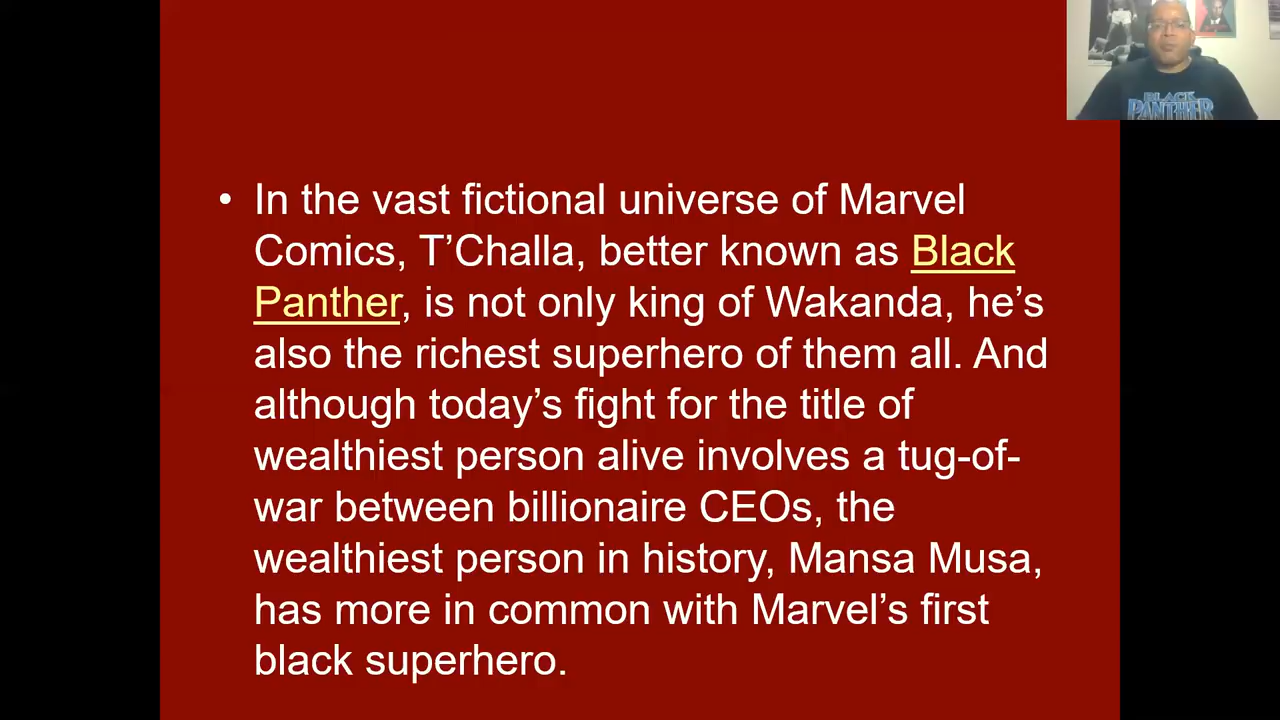 BLACK
PANTHER
• In the vast fictional universe of Marvel
Comics, T’Challa, better known as Black
Panther, is not only king of Wakanda, he’s
also the richest superhero of them all. And
although today’s fight for the title of
wealthiest person alive involves a tug-of-
war between billionaire CEOs, the
wealthiest person in history, Mansa Musa,
has more in common with Marvel’s first
black superhero.